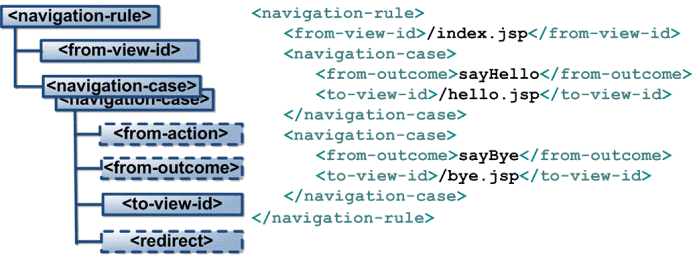 <navigation-rule>
<from-view-id>
<navigation-case>
<navigation-case>
<from-action>
<from-outcome>
<to-view-id>
<redirect>
<navigation-rule>
<from-view-id>/index.jsp</from-view-id>
<navigation-case>
<from-outcome>sayHello</from-outcome>
<to-view-id>/hello.jsp</to-view-id>
</navigation-case>
<navigation-case>
<from-outcome>sayBye</from-outcome>
<to-view-id>/bye.jsp</to-view-id>
</navigation-case>
</navigation-rule>